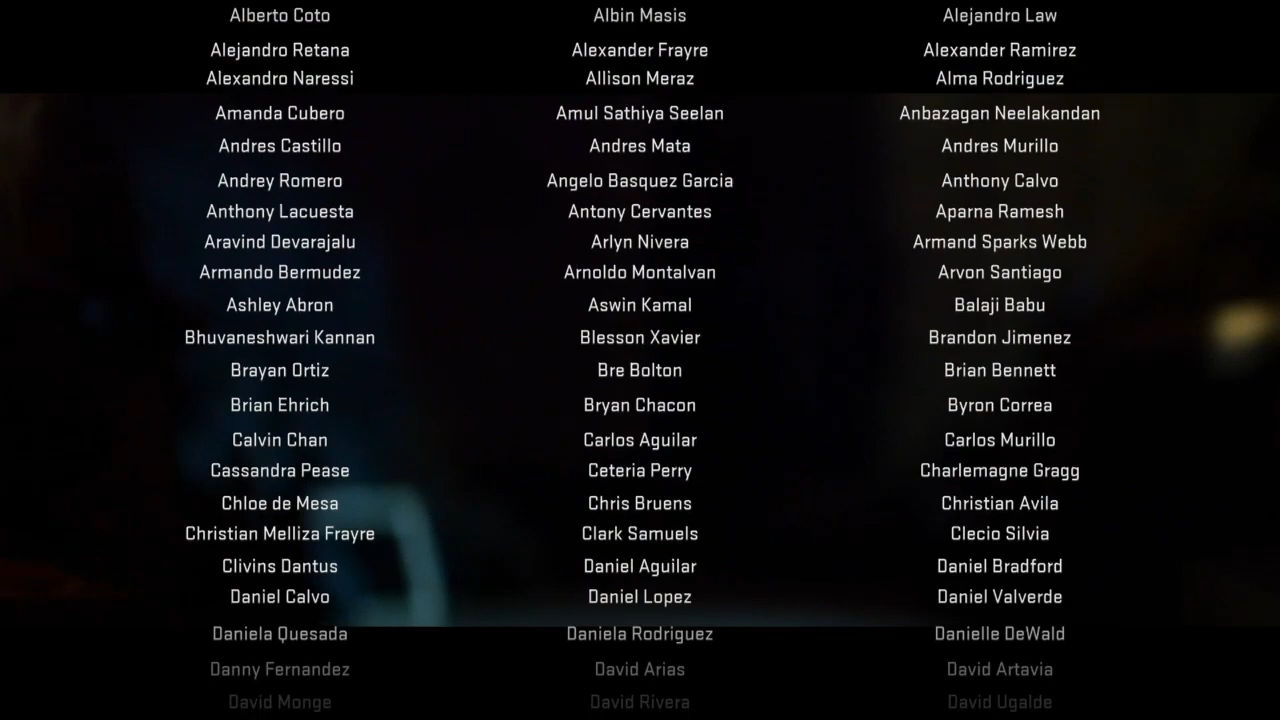 Alberto Coto Albin Masis Alejandro Law
Alejandro Retana Alexander Frayre Alexander Ramirez
Alexandro Naressi Allison Meraz Alma Rodriguez
Amanda Cubero Amul Sathiya Seelan Anbazagan Neelakandan
Andres Castillo Andres Mata Andres Murillo
Andrey Romero Angelo Basquez Garcia Anthony Calvo
Anthony Lacuesta Antony Cervantes Aparna Ramesh
Aravind Devarajalu Arlyn Nivera Armand Sparks Webb
Armando Bermudez Arnoldo Montalvan Arvon Santiago
Ashley Abron Aswin Kamal Balaji Babu
Bhuvaneshwari Kannan Blesson Xavier Brandon Jimenez
Brayan Ortiz Bre Bolton Brian Bennett
Brian Ehrich Bryan Chacon Byron Correa
Calvin Chan Carlos Aguilar Carlos Murillo
Cassandra Pease Ceteria Perry Charlemagne Gragg
Chloe de Mesa Chris Bruens Christian Avila
Christian Melliza Frayre Clark Samuels Clecio Silvia
Clivins Dantus Daniel Aguilar Daniel Bradford
Daniel Calvo Daniel Lopez Daniel Valverde
Daniela Quesada Daniela Rodriguez Danielle DeWald
Danny Fernandez David Arias David Artavia
David Monge David Rivera David Ugalde